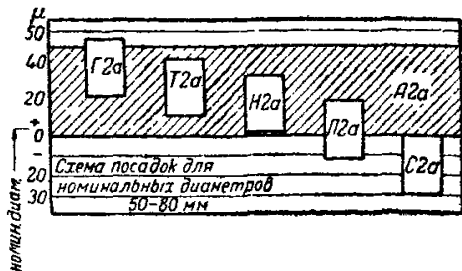 μ
50
40
20
+
0
–
20
30
Г2а
Т2а
Н2а
П2а
А2а
С2а
Схема посадок для
номинальных диаметров
50-80 мм
номин диам.